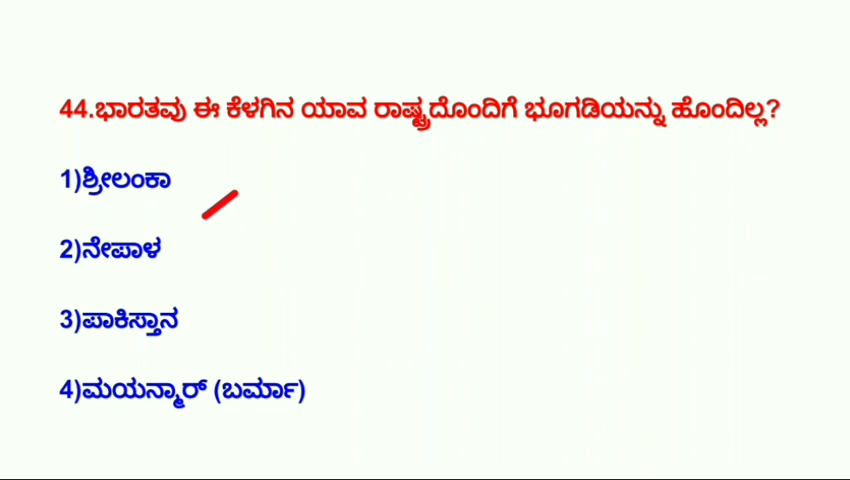 44.ಭಾರತವು ಈ ಕೆಳಗಿನ ಯಾವ ರಾಷ್ಟ್ರದೊಂದಿಗೆ ಭೂಗಡಿಯನ್ನು ಹೊಂದಿಲ್ಲ?
1)ಶ್ರೀಲಂಕಾ
2)ನೇಪಾಳ
3)ಪಾಕಿಸ್ತಾನ
4)ಮಯನ್ಮಾರ್ (ಬರ್ಮಾ)